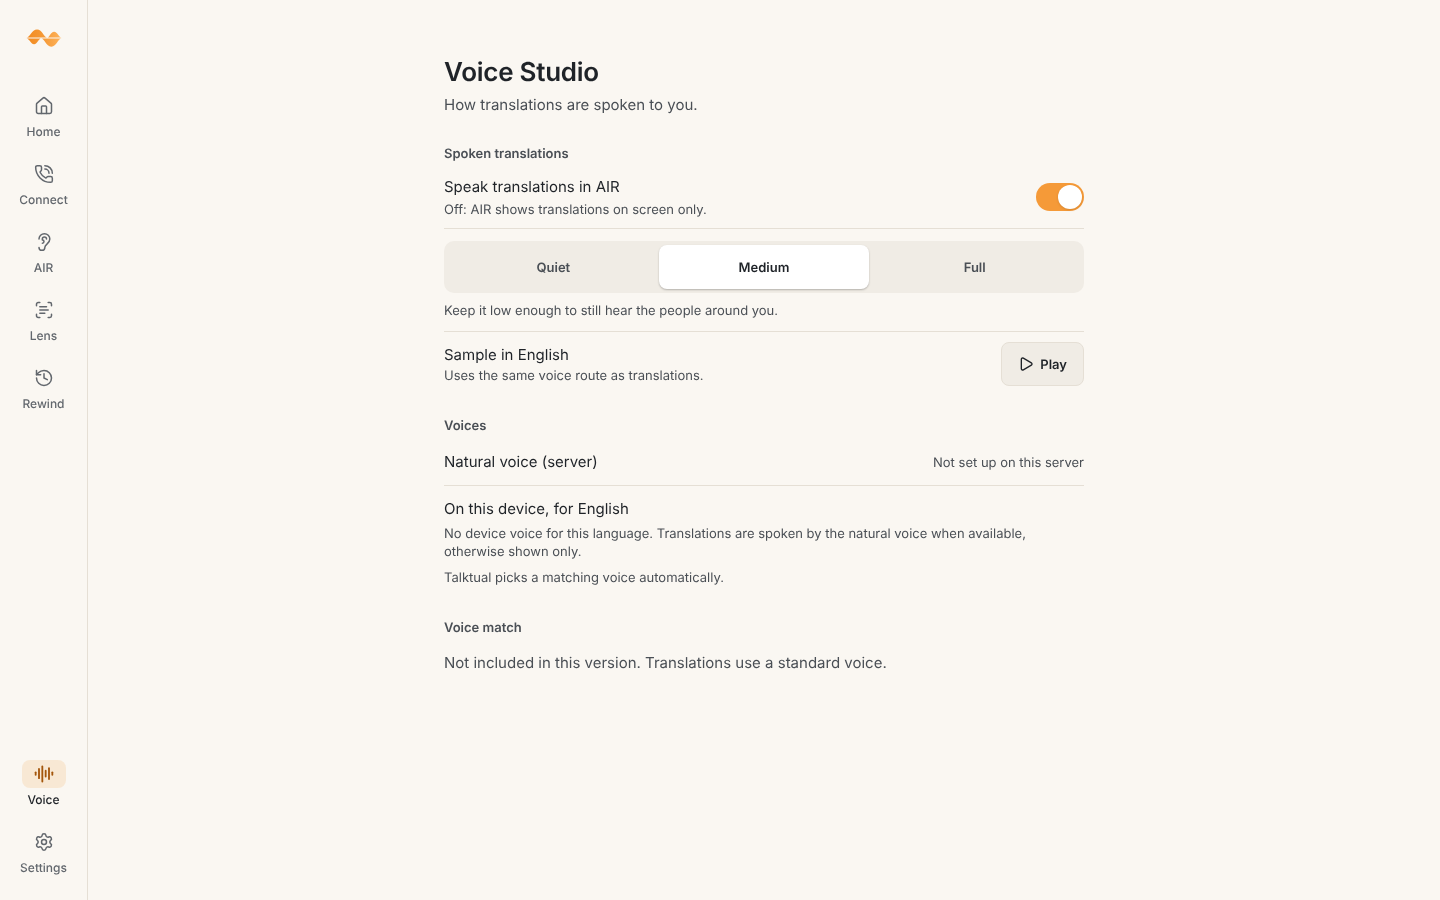 Home
Connect
AIR
Lens
Rewind
Voice
Settings
Voice Studio
How translations are spoken to you.
Spoken translations
Speak translations in AIR
Off: AIR shows translations on screen only.
Quiet
Medium
Full
Keep it low enough to still hear the people around you.
Sample in English
Uses the same voice route as translations.
Play
Voices
Natural voice (server)
Not set up on this server
On this device, for English
No device voice for this language. Translations are spoken by the natural voice when available,
otherwise shown only.
Talktual picks a matching voice automatically.
Voice match
Not included in this version. Translations use a standard voice.